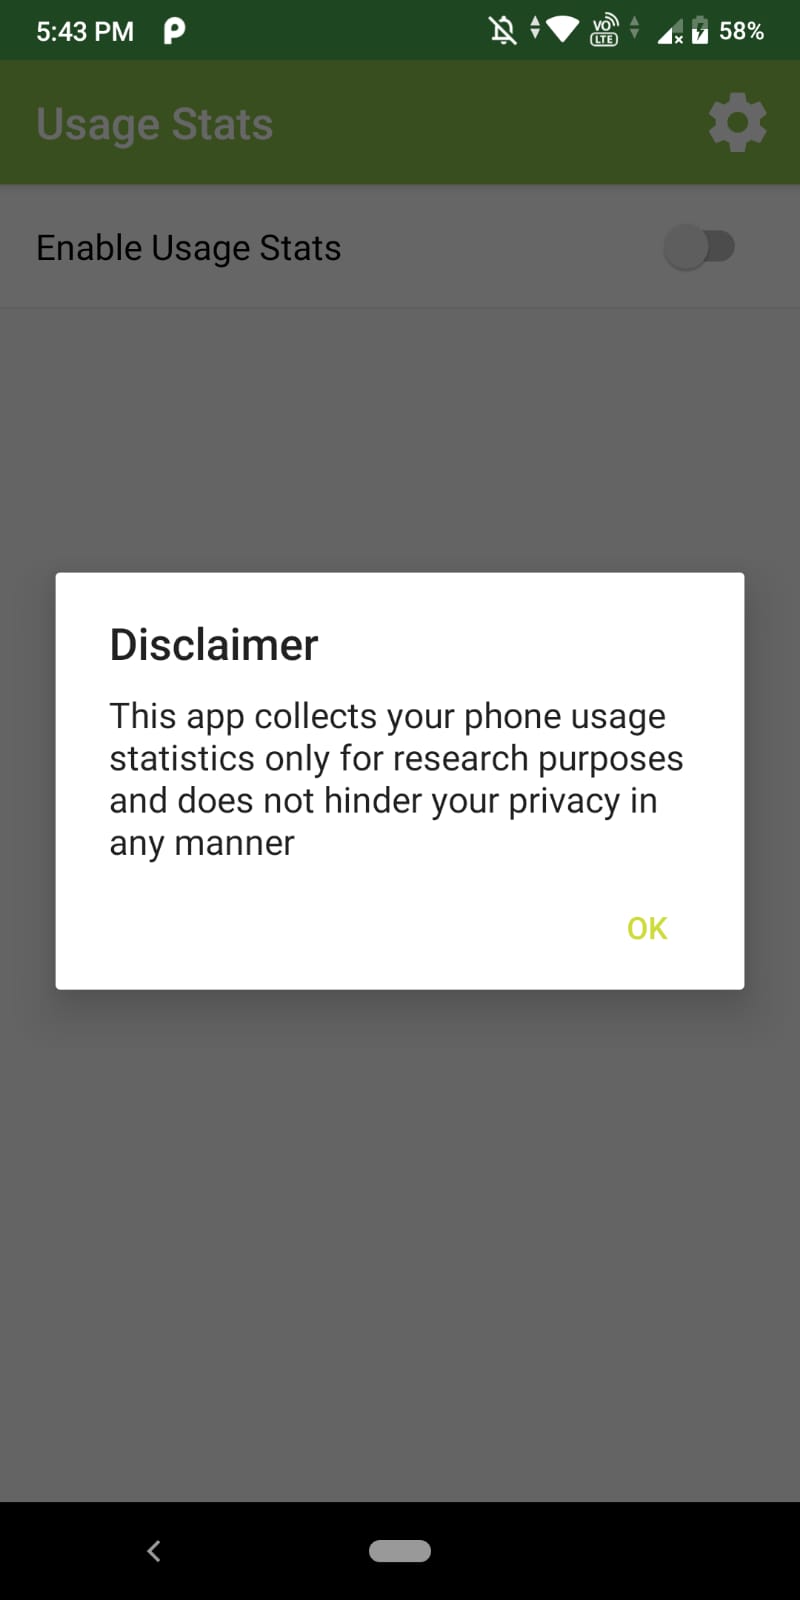 5:43 PM
VO LTE 58%
Usage Stats
Enable Usage Stats
Disclaimer
This app collects your phone usage
statistics only for research purposes
and does not hinder your privacy in
any manner
OK